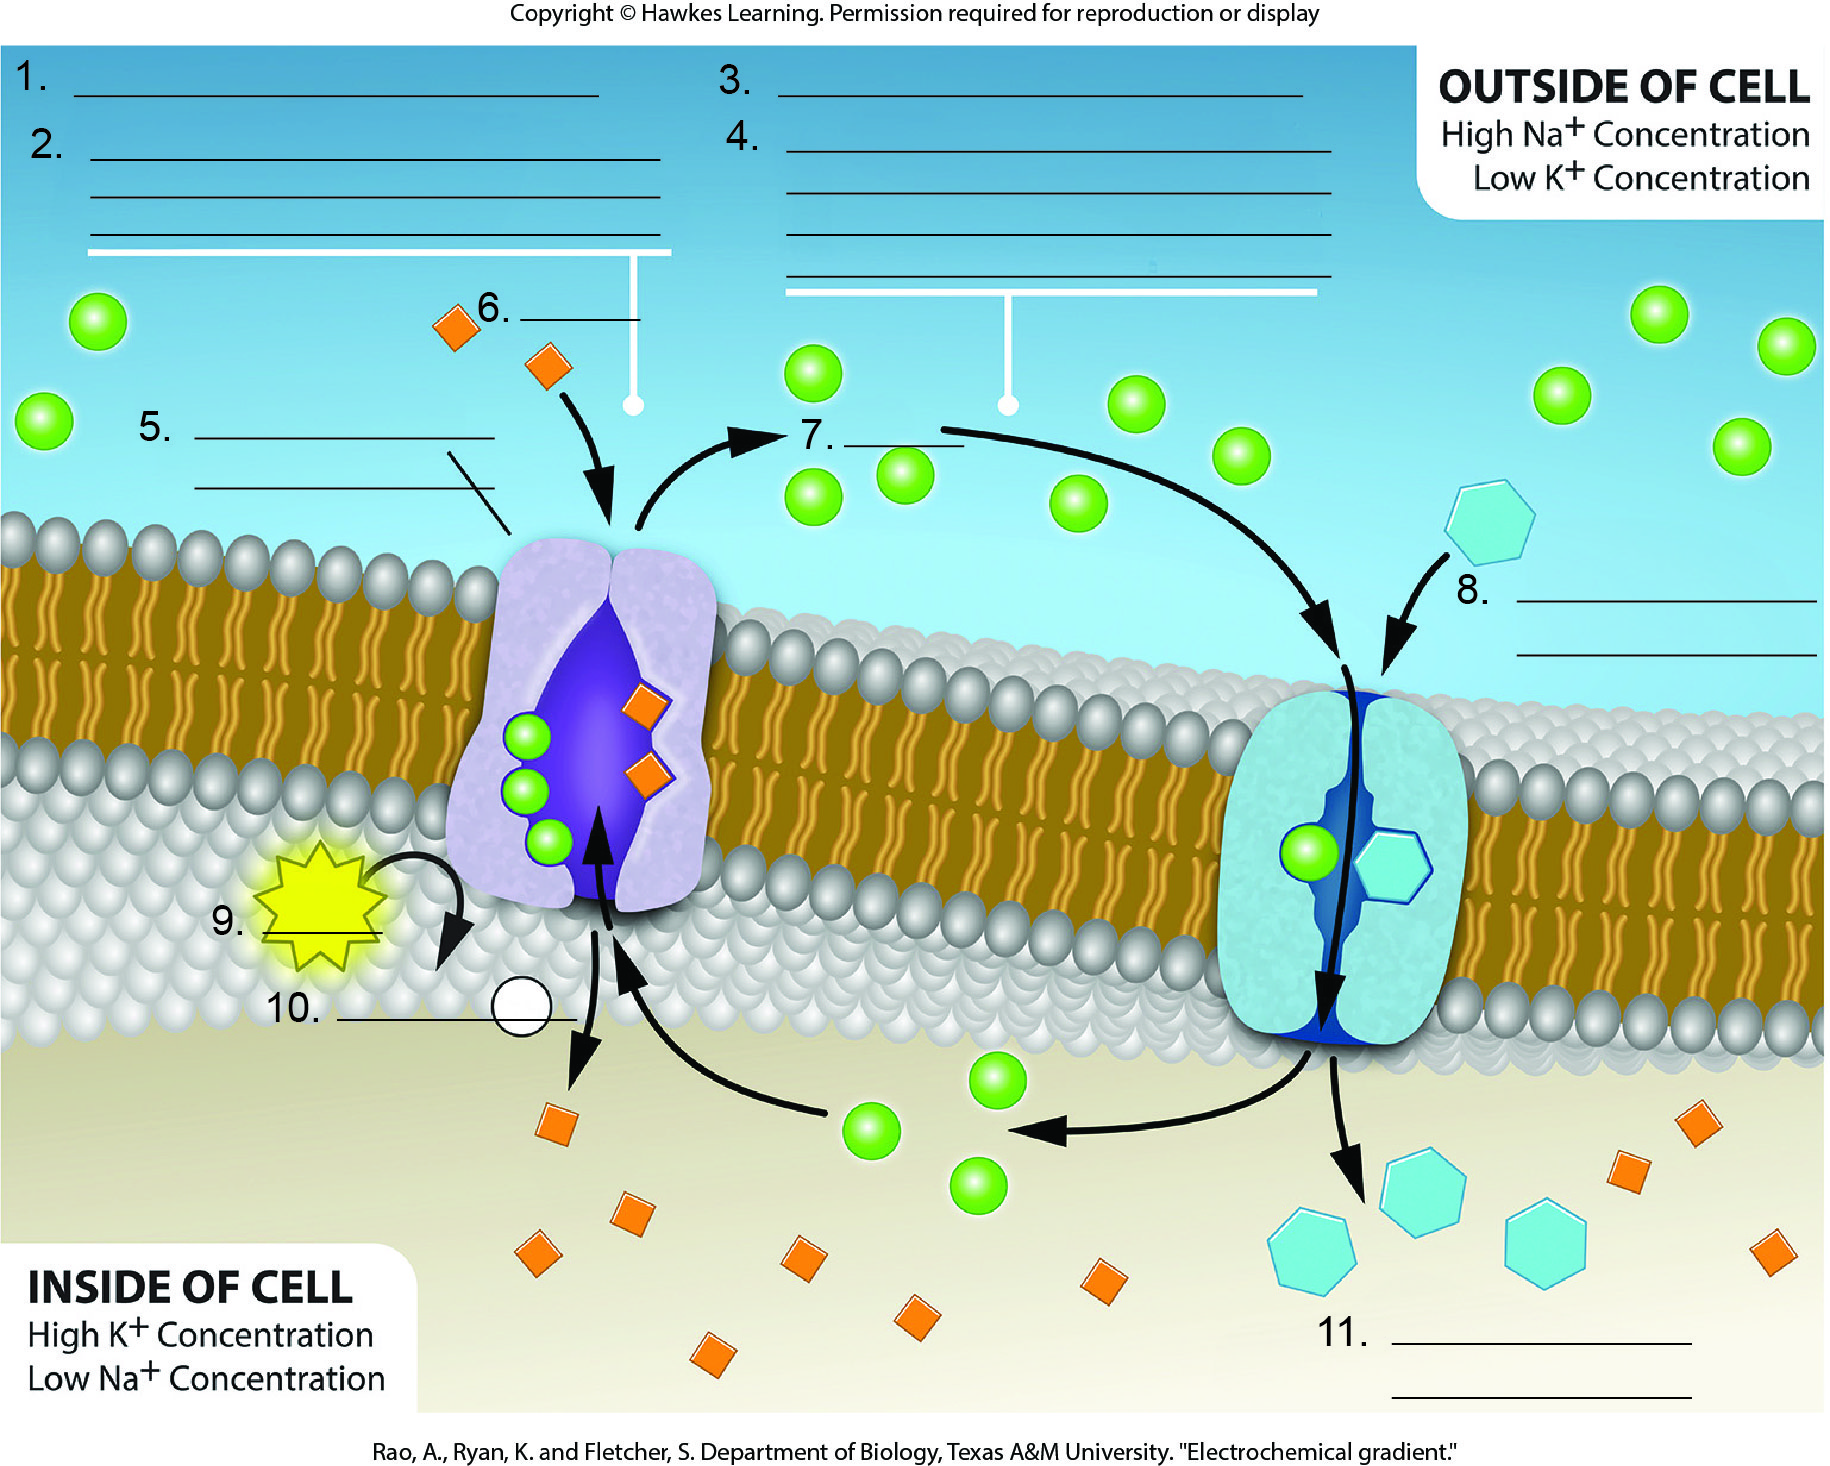 Copyright © Hawkes Learning. Permission required for reproduction or display
1.
2.
3.
4.
OUTSIDE OF CELL
High Na+ Concentration
Low K+ Concentration
6.
5.
7.
8.
9.
10.
INSIDE OF CELL
High K+ Concentration
Low Na+ Concentration
11.
Rao, A., Ryan, K. and Fletcher, S. Department of Biology, Texas A&M University. "Electrochemical gradient."